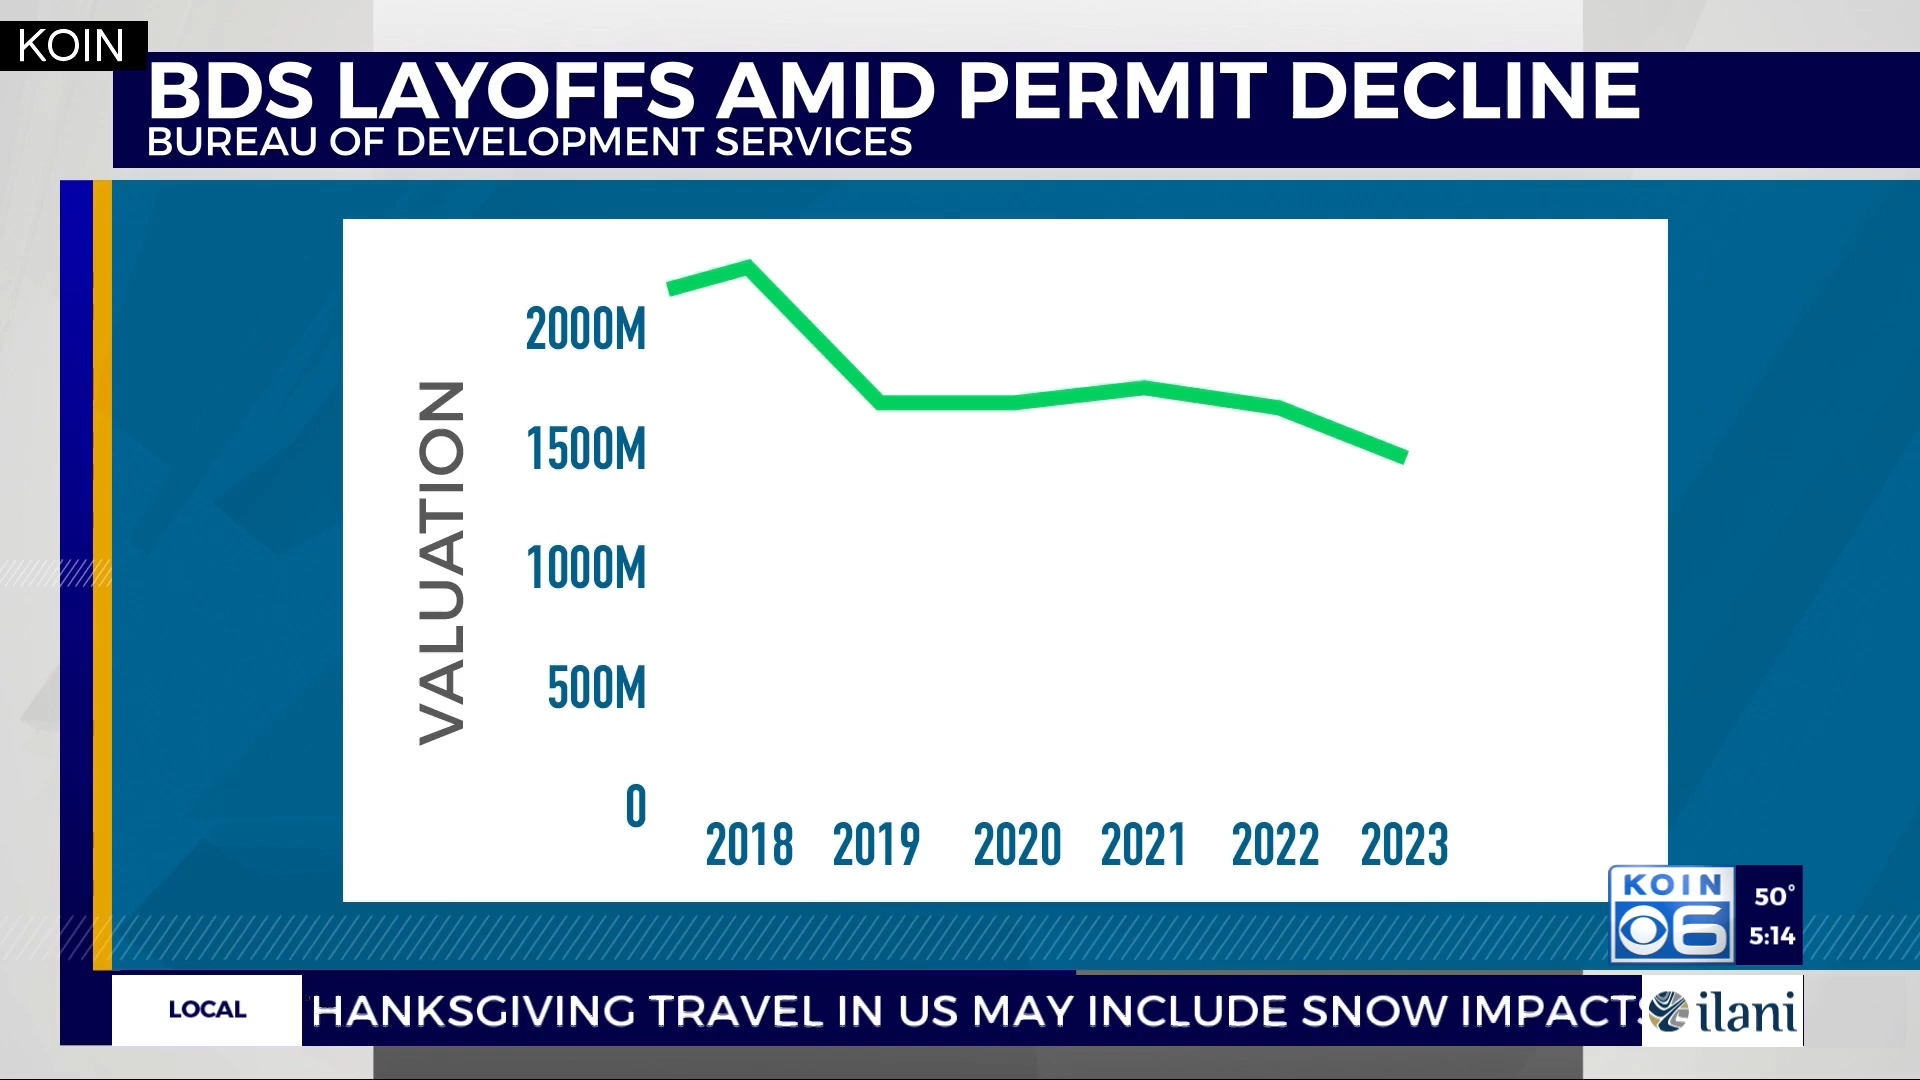 KOIN
BDS LAYOFFS AMID PERMIT DECLINE
BUREAU OF DEVELOPMENT SERVICES
VALUATION
2000M
1500M
1000M
500M
0
2018 2019 2020 2021 2022 2023
KOIN
6
50°
5:14
LOCAL
HANKSGIVING TRAVEL IN US MAY INCLUDE SNOW IMPACTS
ilani